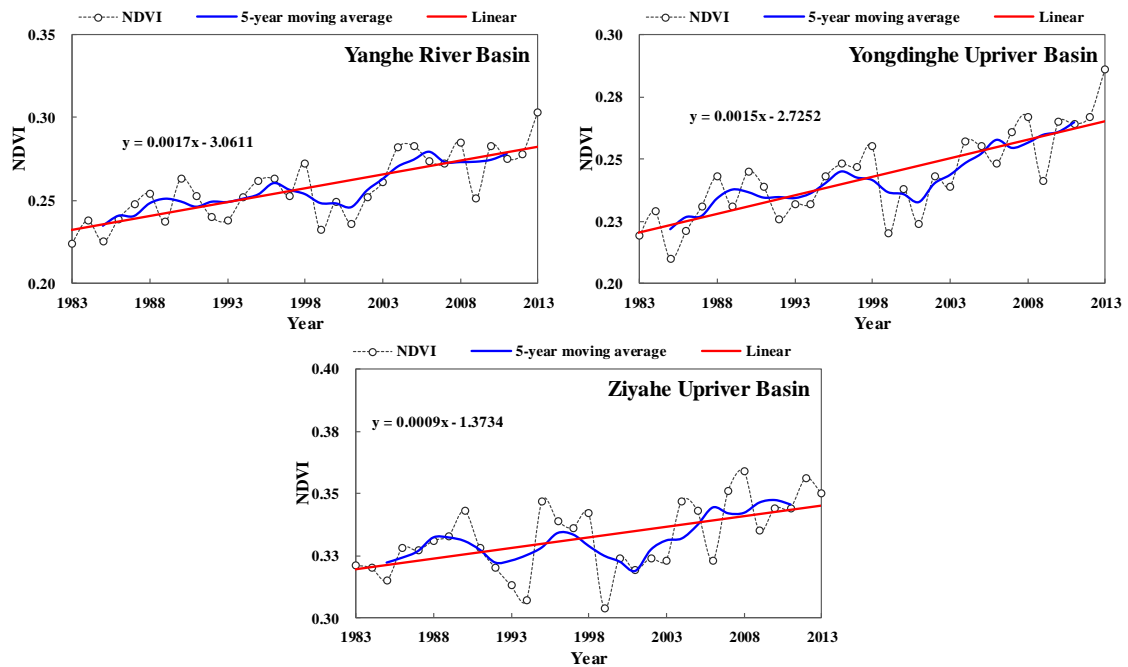 NDVI 5-year moving average Linear
Yanghe River Basin
y = 0.0017x - 3.0611
NDVI
0.35
0.30
0.25
0.20
1983 1988 1993 1998 2003 2008 2013
Year
NDVI 5-year moving average Linear
Yongdinghe Upriver Basin
y = 0.0015x - 2.7252
NDVI
0.30
0.28
0.25
0.23
0.20
1983 1988 1993 1998 2003 2008 2013
Year
NDVI 5-year moving average Linear
Ziyahe Upriver Basin
y = 0.0009x - 1.3734
NDVI
0.40
0.38
0.35
0.33
0.30
1983 1988 1993 1998 2003 2008 2013
Year